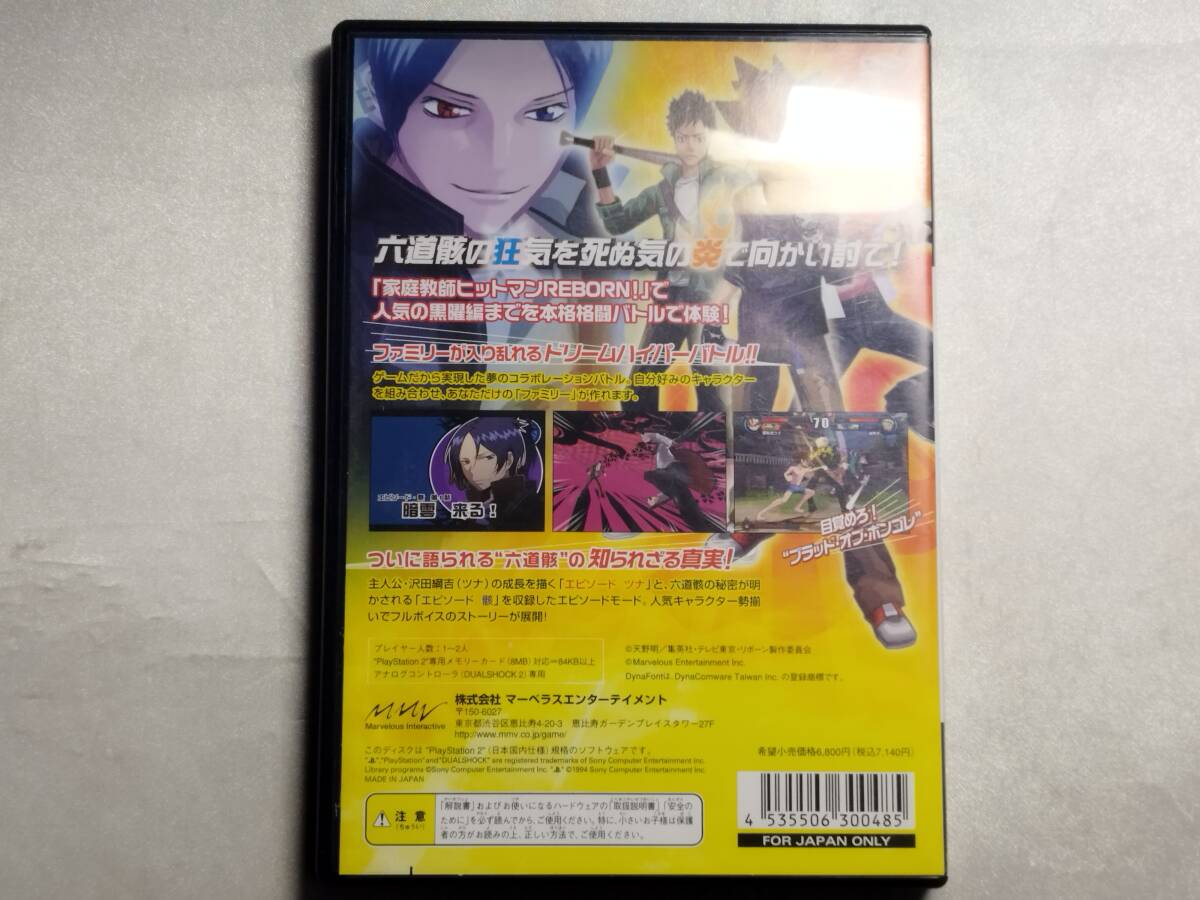 六道骸の狂気を死ぬ気の炎で向かい討て!
「家庭教師ヒットマンREBORN!」で
人気の黒曜編までを本格格闘バトルで体験!
ファミリーが入り乱れるドリームハイパーバトル!!
ゲームだから実現した夢のコラボレーションバトル。自分好みのキャラクター
を組み合わせ、あなただけの「ファミリー」が作れます。
暗雲 来る!
70
目覚めろ!
"ブラッド・オブ・ボンゴレ"
ついに語られる"六道骸"の知られざる真実!
主人公・沢田綱吉(ツナ)の成長を描く「エピソード ツナ」と、六道骸の秘密が明
かされる「エピソード 骸」を収録したエピソードモード。人気キャラクター勢揃
いでフルボイスのストーリーが展開!
プレイヤー人数:1〜2人
"PlayStation 2"専用メモリーカード(8MB)対応⇒84KB以上
アナログコントローラ(DUALSHOCK 2)専用
©天野明/集英社・テレビ東京・リボーン製作委員会
©Marvelous Entertainment Inc.
DynaFontは、DynaComware Taiwan Inc. の登録商標です。
Marvelous Interactive
株式会社 マーベラスエンターテイメント
〒150-6027
東京都渋谷区恵比寿4-20-3 恵比寿ガーデンプレイスタワー27F
http://www.mmv.co.jp/game/
このディスクは "PlayStation 2" (日本国内仕様) 規格のソフトウェアです。
希望小売価格6,800円(税込7,140円)
"PlayStation" and "DUALSHOCK" are registered trademarks of Sony Computer Entertainment Inc.
Library programs ©Sony Computer Entertainment Inc. ©1994 Sony Computer Entertainment Inc.
MADE IN JAPAN
注意
(ちゅうい)
「解説書」およびお使いになるハードウェアの「取扱説明書」「安全の
ために」を必ず読んでから、ご使用ください。特に、小さいお子様は保護
者の方がお読みの上、正しい方法で、ご使用ください。
4 535506 300485
FOR JAPAN ONLY